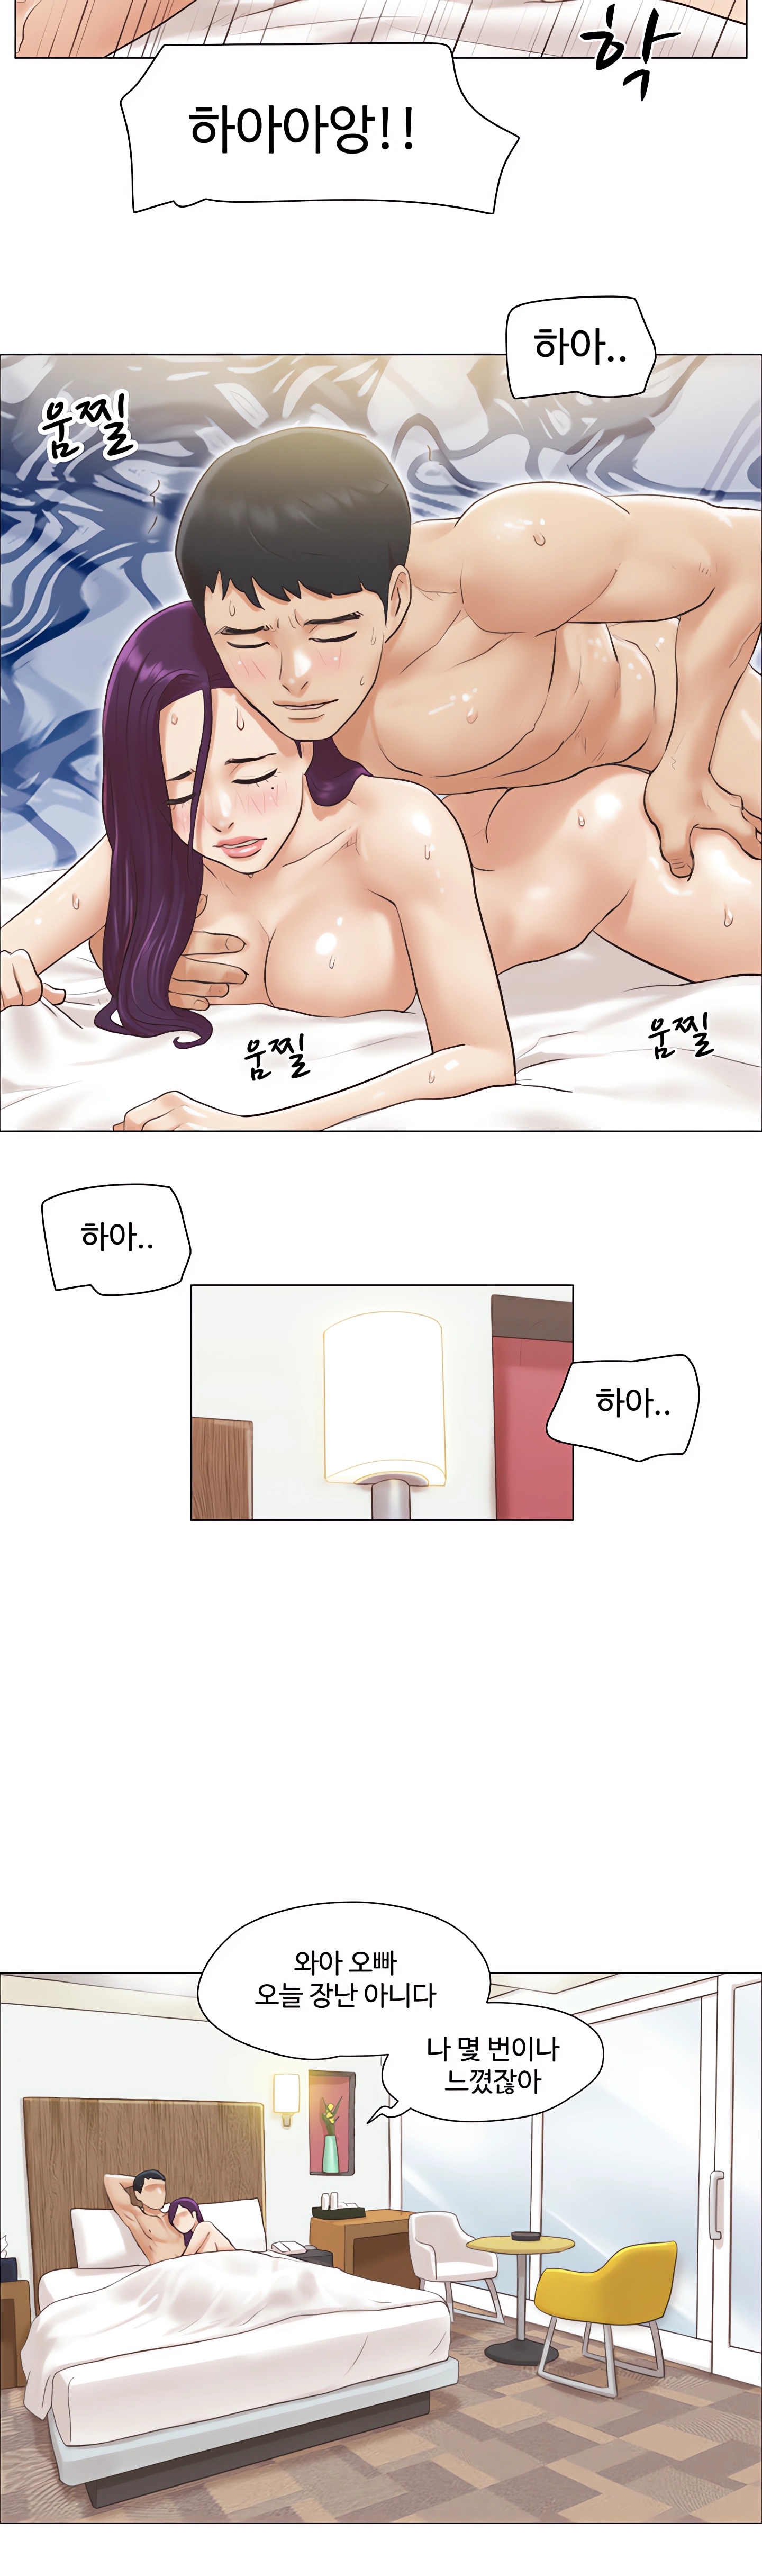 학
하아아앙!!
하아..
움찔
움찔
움찔
하아..
하아..
와아 오빠
오늘 장난 아니다
나 몇 번이나
느꼈잖아